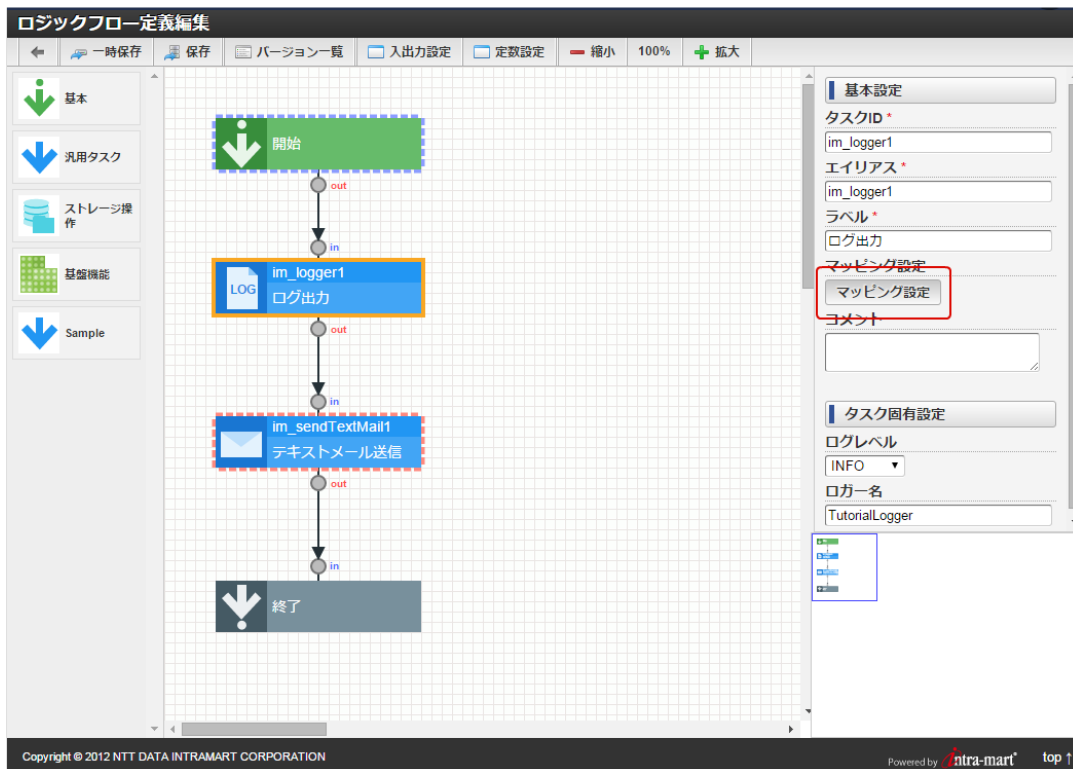 ロジックフロー定義編集
一時保存 保存 バージョン一覧 入出力設定 定数設定 縮小 100% 拡大
基本
汎用タスク
ストレージ操
作
基盤機能
Sample
開始
out
in
im_logger1
LOG
ログ出力
out
in
im_sendTextMail1
テキストメール送信
out
in
終了
基本設定
タスクID *
im_logger1
エイリアス *
im_logger1
ラベル *
ログ出力
マッピング設定
マッピング設定
コメント
タスク固有設定
ログレベル
INFO
ロガー名
TutorialLogger
Copyright © 2012 NTT DATA INTRAMART CORPORATION
Powered by intra-mart top ↑